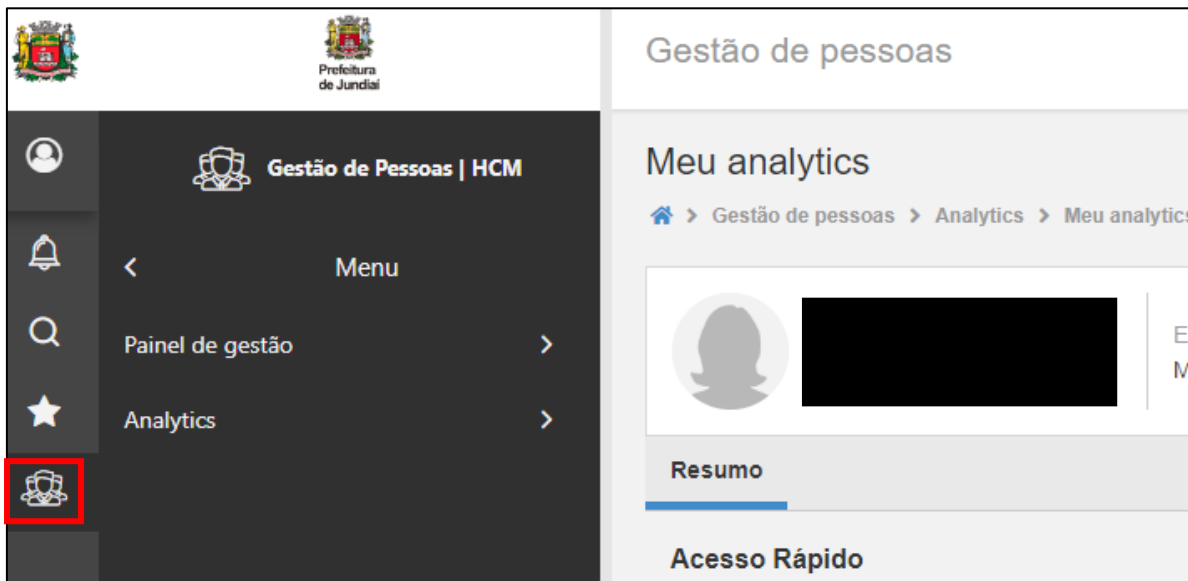 Prefeitura
de Jundiaí
Gestão de pessoas
Gestão de Pessoas | HCM
Menu
Painel de gestão
Analytics
Meu analytics
Gestão de pessoas > Analytics > Meu analytics
E
M
Resumo
Acesso Rápido